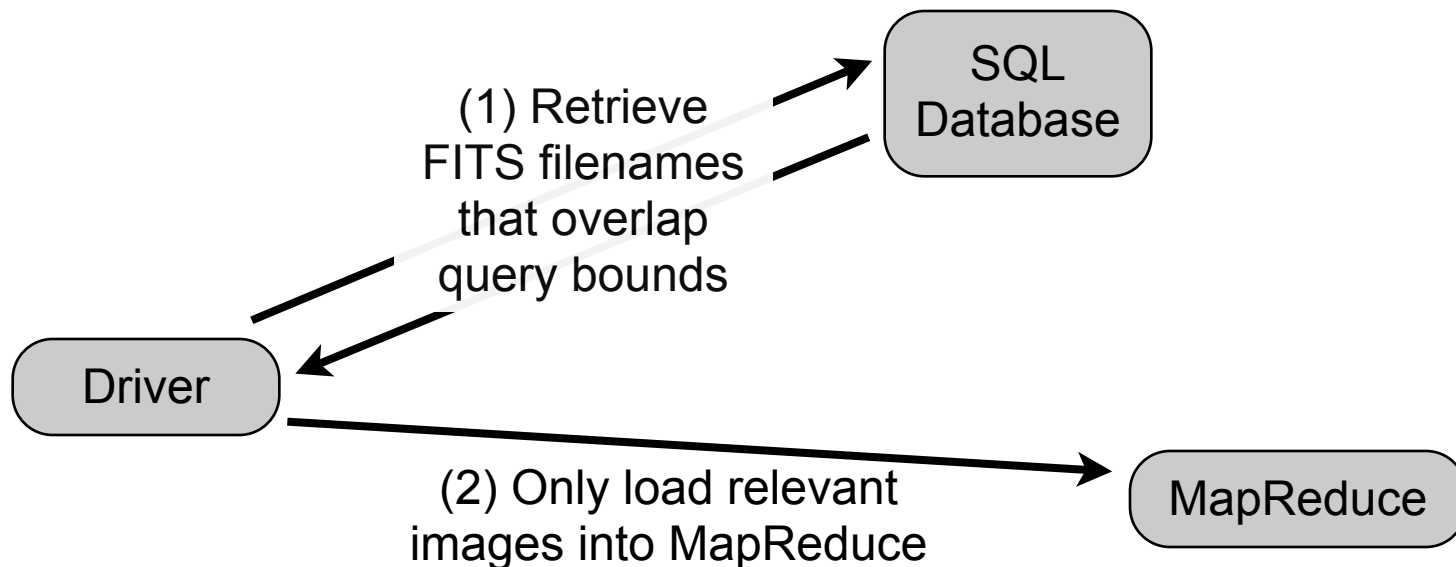 SQL
Database
(1) Retrieve
FITS filenames
that overlap
query bounds
Driver
(2) Only load relevant
images into MapReduce
MapReduce